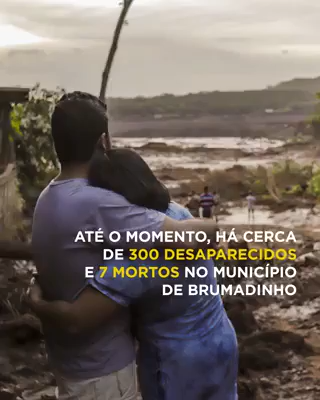 ATÉ O MOMENTO, HÁ CERCA
DE 300 DESAPARECIDOS
E 7 MORTOS NO MUNICÍPIO
DE BRUMADINHO